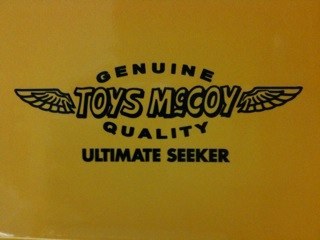 GENUINE
TOYS McCOY
QUALITY
ULTIMATE SEEKER